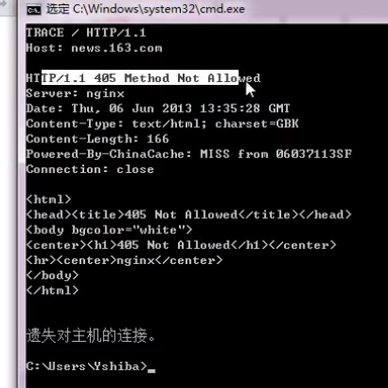 选定 C:\Windows\system32\cmd.exe
TRACE / HTTP/1.1
Host: news.163.com
HTTP/1.1 405 Method Not Allowed
Server: nginx
Date: Thu, 06 Jun 2013 13:35:28 GMT
Content-Type: text/html; charset=GBK
Content-Length: 166
Powered-By-ChinaCache: MISS from 06037113SF
Connection: close
<html>
<head><title>405 Not Allowed</title></head>
<body bgcolor="white">
<center><h1>405 Not Allowed</h1></center>
<hr><center>nginx</center>
</body>
</html>
遗失对主机的连接。
C:\Users\Yshiba>_